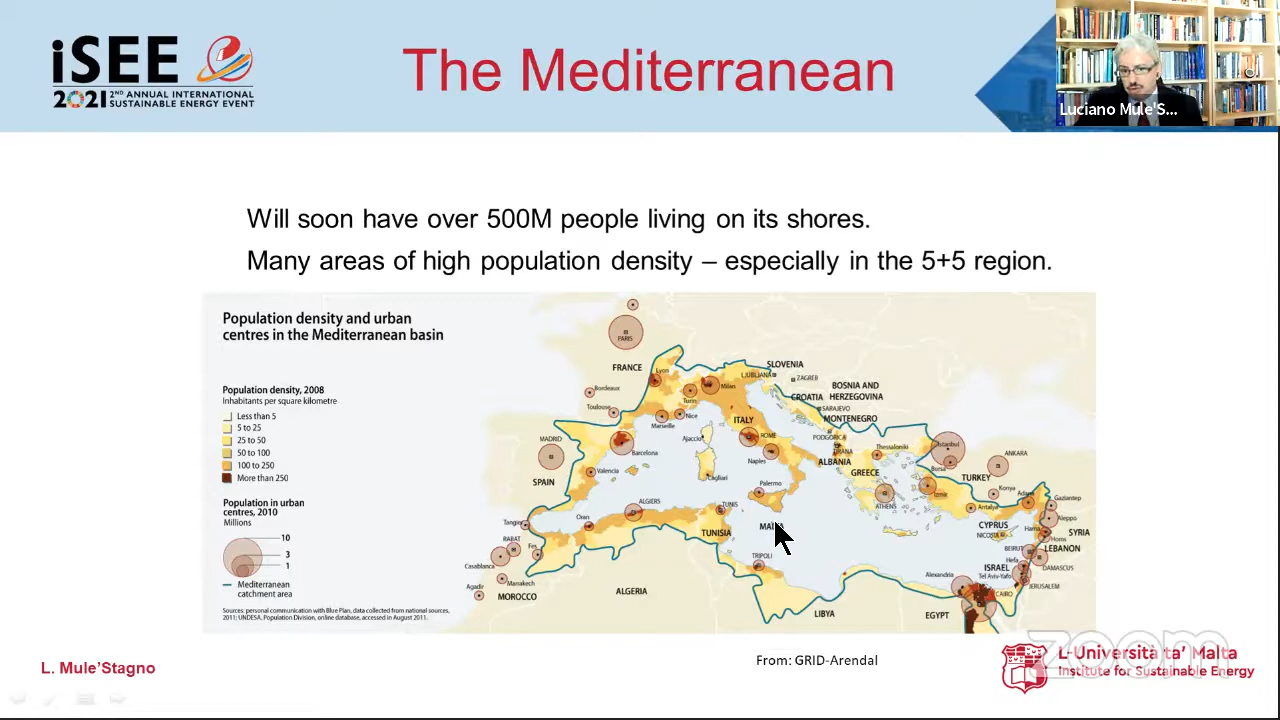 iSEE
2021 2ND ANNUAL INTERNATIONAL
SUSTAINABLE ENERGY EVENT
The Mediterranean
Luciano Mule'S...
Will soon have over 500M people living on its shores.
Many areas of high population density – especially in the 5+5 region.
Population density and urban
centres in the Mediterranean basin
Population density, 2008
Inhabitants per square kilometre
Less than 5
5 to 25
25 to 50
50 to 100
100 to 250
More than 250
Population in urban
centres, 2010
Millions
10
3
1
Mediterranean
catchment area
Sources: personal communication with Blue Plan, data collected from national sources,
2011; UNDESA, Population Division, online database, accessed in August 2011.
PARIS
FRANCE
Lyon
SLOVENIA
LJUBLJANA
ZAGREB
Bordeaux
Turin
Milan
BOSNIA AND
HERZEGOVINA
CROATIA
Toulouse
Nice
SARAJEVO
Marseille
ITALY
MONTENEGRO
MADRID
Ajaccio
ROME
PODGORICA
Barcelona
TIRANA
Thessaloniki
Istanbul
ANKARA
Naples
ALBANIA
Bursa
Valencia
GREECE
TURKEY
SPAIN
Cagliari
Palermo
Izmir
Konya
Adana
Gaziantep
ALGIERS
TUNIS
ATHENS
Antalya
Aleppo
Oran
Tangier
CYPRUS
Hama
SYRIA
TUNISIA
NICOSIA
Homs
RABAT
Fes
BEIRUT
LEBANON
Casablanca
TRIPOLI
Hefa
DAMASCUS
ISRAEL
Tel Aviv-Yafo
Marrakech
Alexandria
JERUSALEM
Agadir
MOROCCO
ALGERIA
CAIRO
LIBYA
EGYPT
L. Mule'Stagno
From: GRID-Arendal
zoom
L-Università ta' Malta
Institute for Sustainable Energy